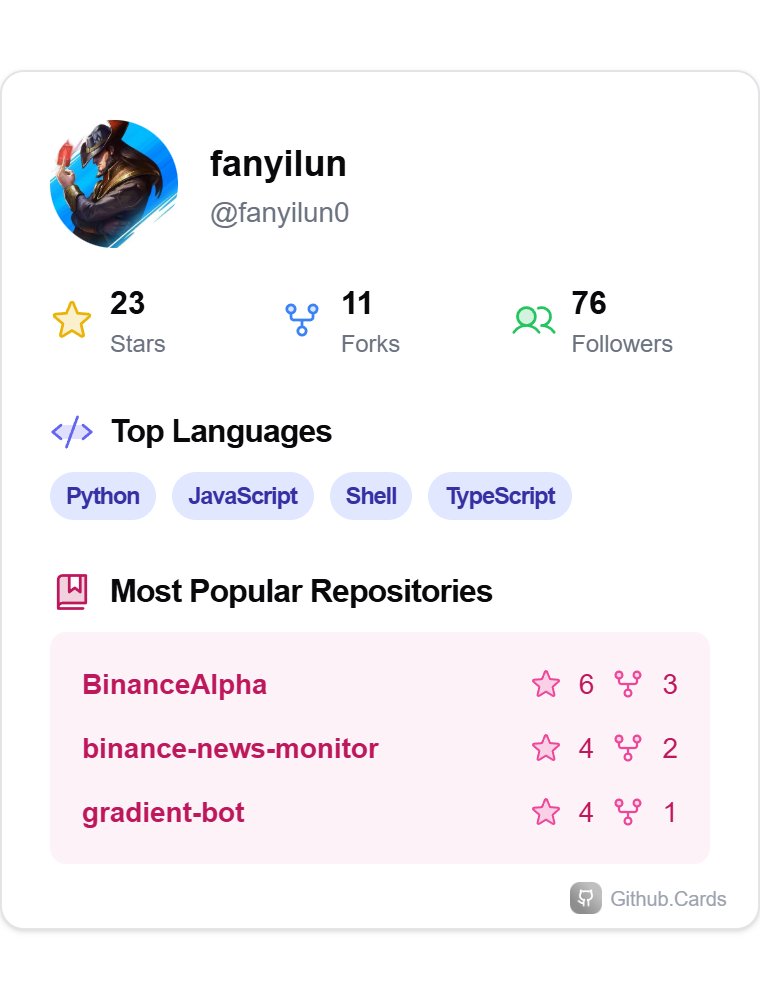 fanyilun
@fanyilun0
23
Stars
11
Forks
76
Followers
Top Languages
Python JavaScript Shell TypeScript
Most Popular Repositories
BinanceAlpha 6 3
binance-news-monitor 4 2
gradient-bot 4 1
Github.Cards